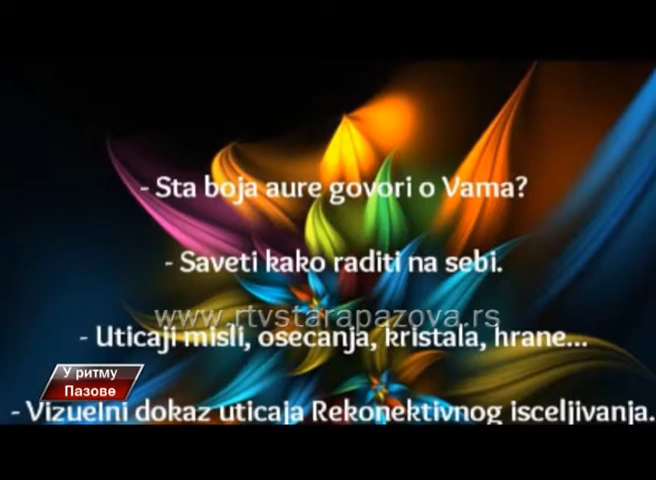 - Sta boja aure govori o Vama?
- Saveti kako raditi na sebi.
www.rtvstarapazova.rs
- Uticaji misli, osecanja, kristala, hrane...
У ритму
Пазове
- Vizuelni dokaz uticaja Rekonektivnog isceljivanja.